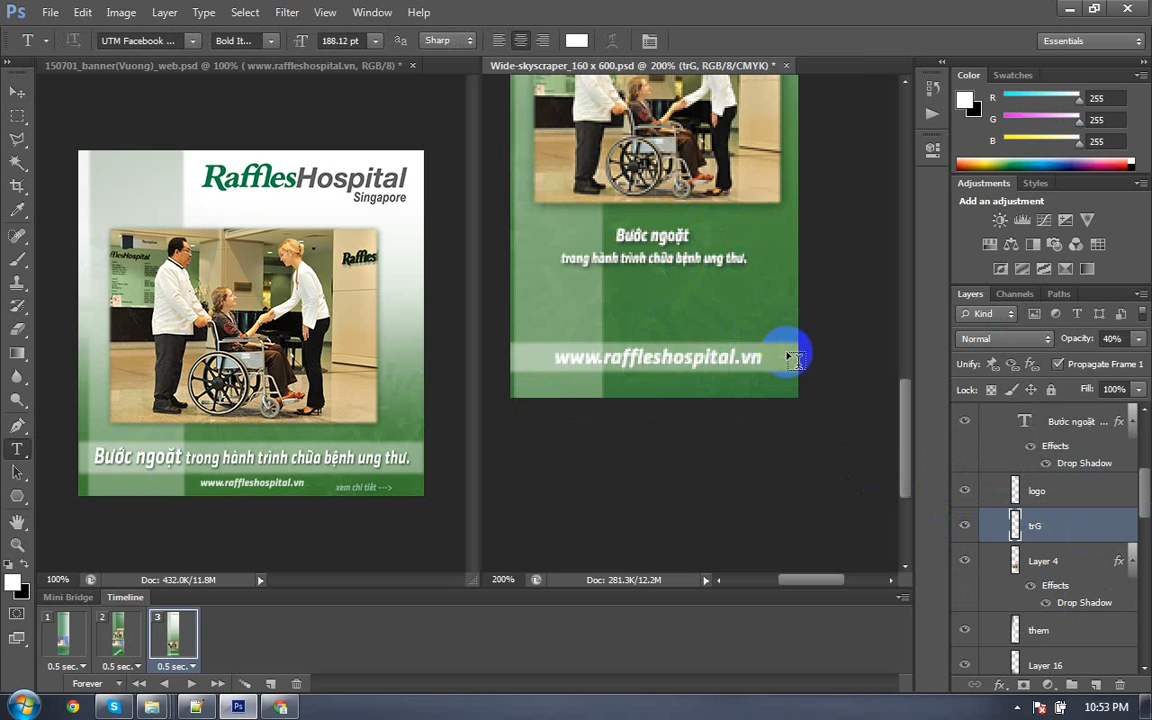 Ps File Edit Image Layer Type Select Filter View Window Help
T UTM Facebook ... Bold It... 188.12 pt aa Sharp Essentials
150701_banner(Vuong)_web.psd @ 100% ( www.raffleshospital.vn, RGB/8) * ×
Wide-skyscraper_160 x 600.psd @ 200% (trG, RGB/8/CMYK) * ×
RafflesHospital
Singapore
Raffles
Bước ngoặt trong hành trình chữa bệnh ung thư.
www.raffleshospital.vn
xem chi tiết --->
Bước ngoặt
trong hành trình chữa bệnh ung thư.
www.raffleshospital.vn
100% Doc: 432.0K/11.8M
200% Doc: 281.3K/12.2M
Mini Bridge Timeline
1 2 3
0.5 sec. 0.5 sec. 0.5 sec.
Forever
Color Swatches
R 255
G 255
B 255
Adjustments Styles
Add an adjustment
Layers Channels Paths
Kind
Normal Opacity: 40%
Unify: Propagate Frame 1
Lock: Fill: 100%
T Bước ngoặt ... fx
Effects
Drop Shadow
logo
trG
Layer 4 fx
Effects
Drop Shadow
them
Layer 16
10:53 PM